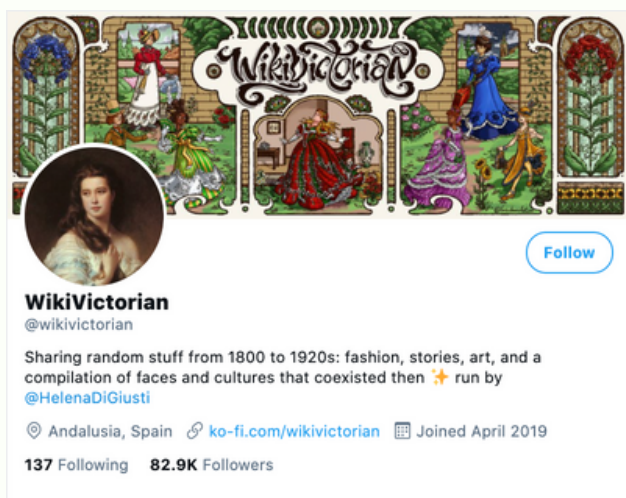 WikiVictorian
Follow
WikiVictorian
@wikivictorian
Sharing random stuff from 1800 to 1920s: fashion, stories, art, and a
compilation of faces and cultures that coexisted then ✨ run by
@HelenaDiGiusti
Andalusia, Spain ko-fi.com/wikivictorian Joined April 2019
137 Following 82.9K Followers